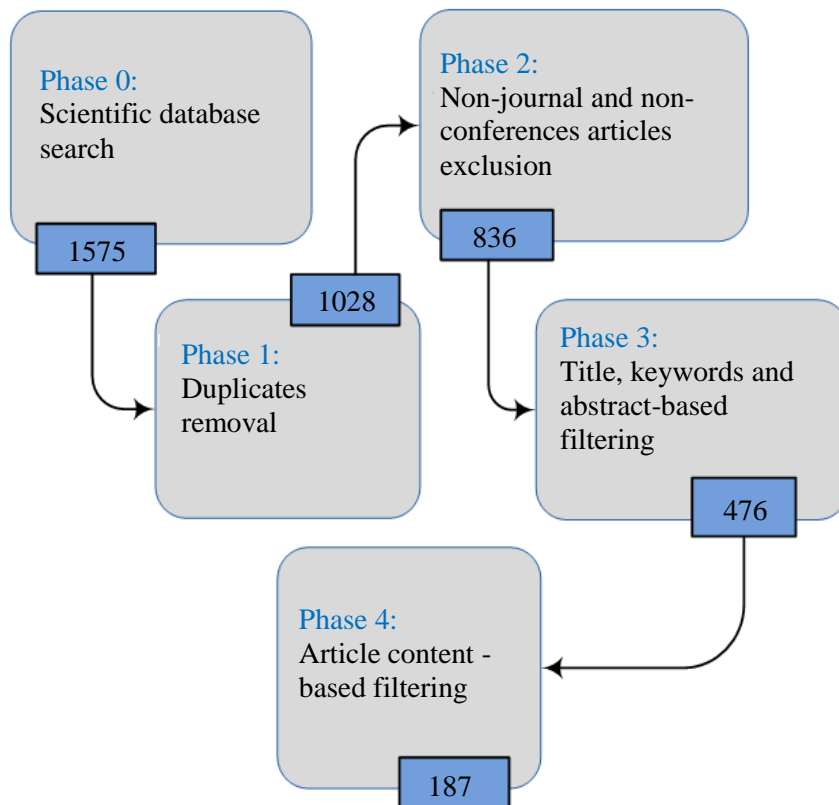 Phase 0:
Scientific database
search
1575
Phase 1:
Duplicates
removal
1028
Phase 2:
Non-journal and non-
conferences articles
exclusion
836
Phase 3:
Title, keywords and
abstract-based
filtering
476
Phase 4:
Article content -
based filtering
187